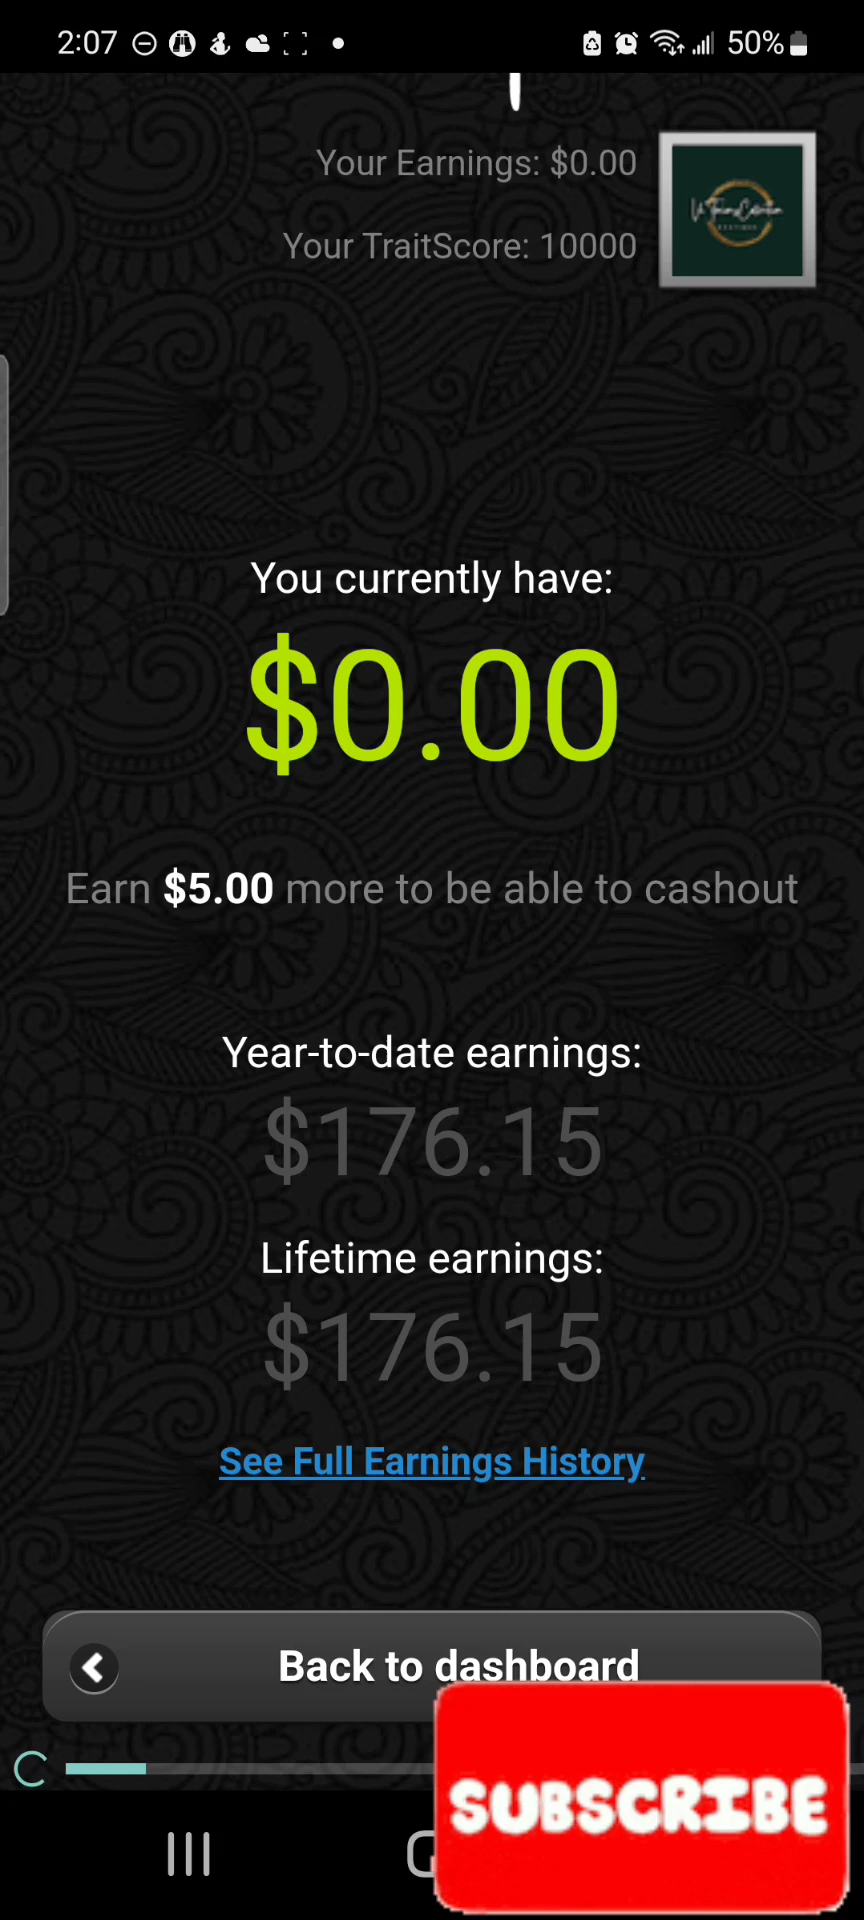 2:07
50%
Your Earnings: $0.00
Your TraitScore: 10000
You currently have:
$0.00
Earn $5.00 more to be able to cashout
Year-to-date earnings:
$176.15
Lifetime earnings:
$176.15
See Full Earnings History
Back to dashboard
SUBSCRIBE